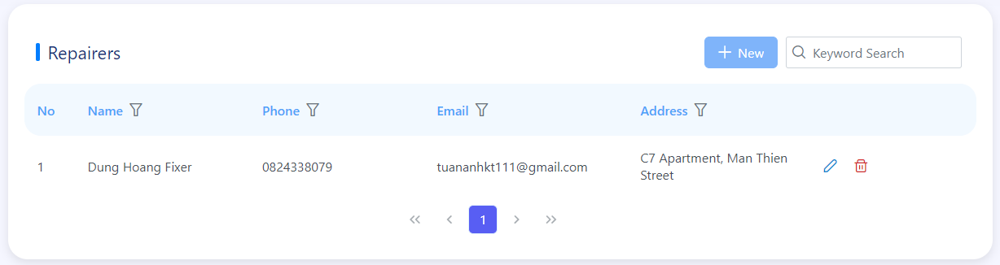 Repairers
New
Keyword Search
No Name Phone Email Address
1 Dung Hoang Fixer 0824338079 tuananhkt111@gmail.com C7 Apartment, Man Thien
Street
1